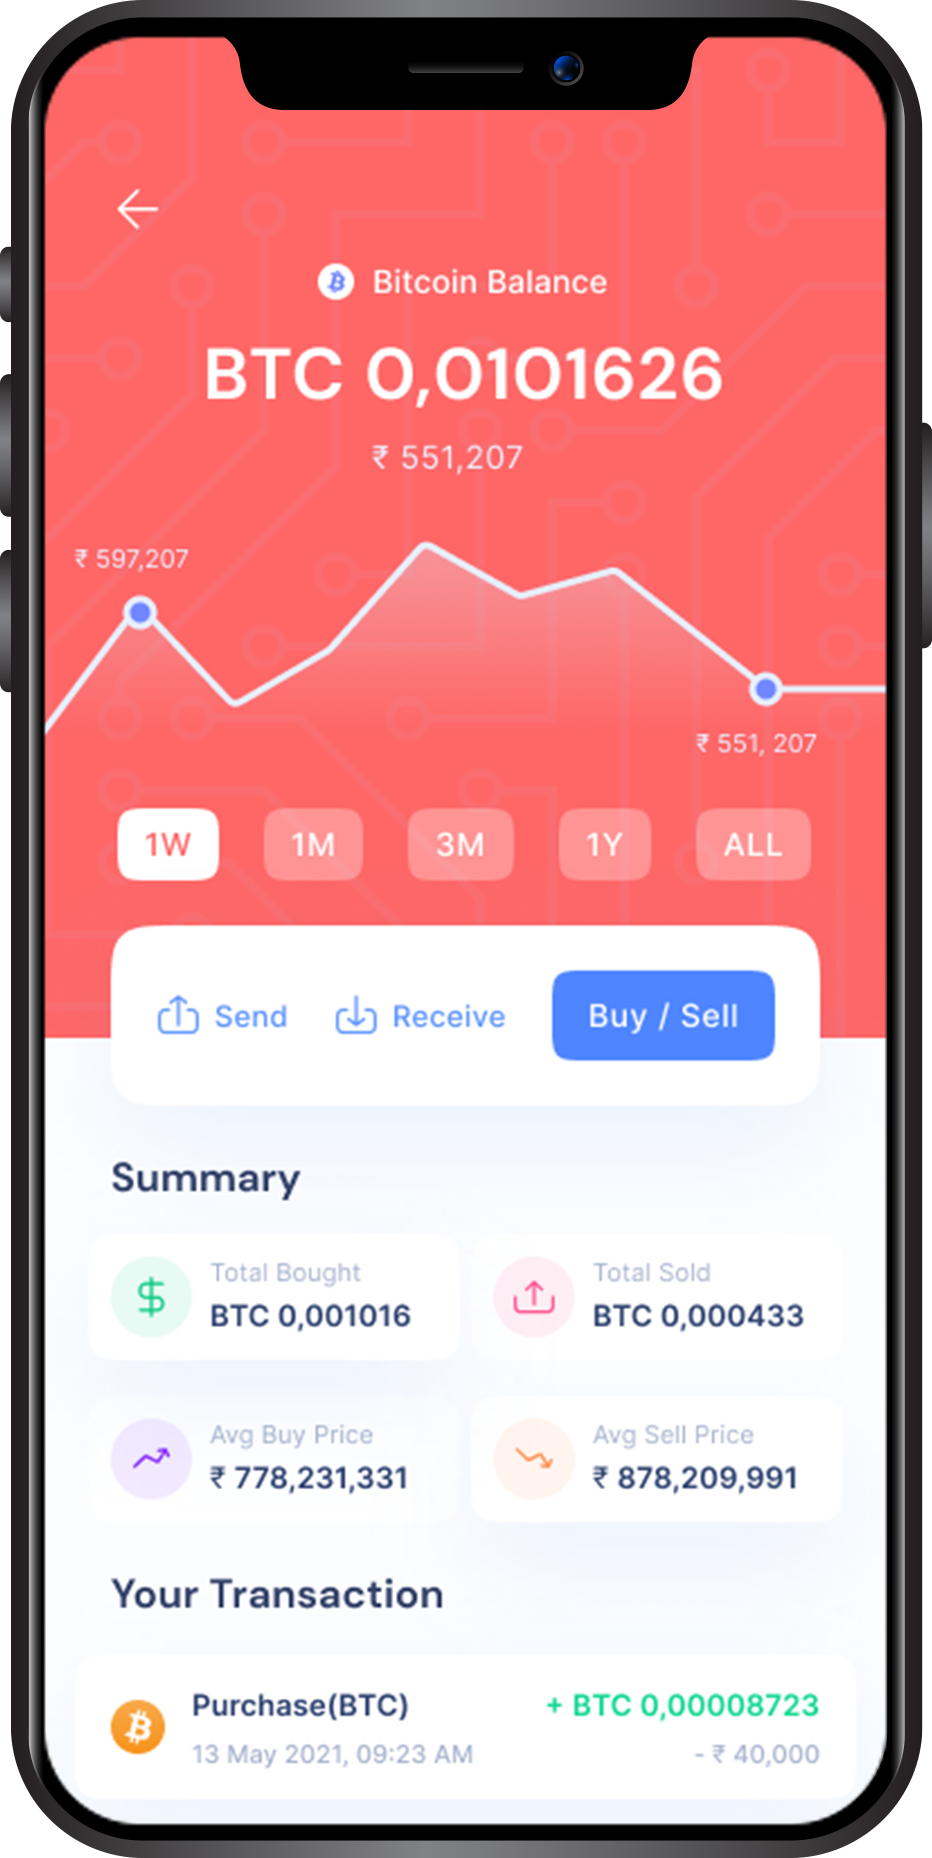 Bitcoin Balance
BTC 0,0101626
₹ 551,207
₹ 597,207
₹ 551, 207
1W 1M 3M 1Y ALL
Send Receive Buy / Sell
Summary
Total Bought Total Sold
BTC 0,001016 BTC 0,000433
Avg Buy Price Avg Sell Price
₹ 778,231,331 ₹ 878,209,991
Your Transaction
Purchase(BTC) + BTC 0,00008723
13 May 2021, 09:23 AM - ₹ 40,000